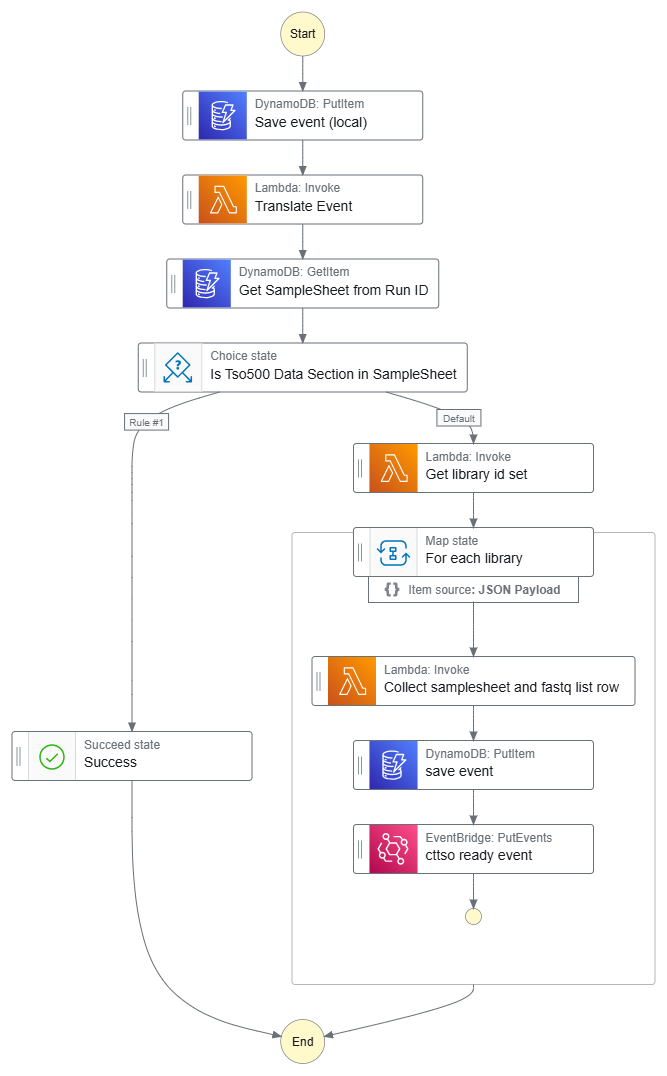 Start
DynamoDB: PutItem
Save event (local)
Lambda: Invoke
Translate Event
DynamoDB: GetItem
Get SampleSheet from Run ID
Choice state
Is Tso500 Data Section in SampleSheet
Rule #1
Default
Lambda: Invoke
Get library id set
Map state
For each library
{} Item source: JSON Payload
Lambda: Invoke
Collect samplesheet and fastq list row
Succeed state
Success
DynamoDB: PutItem
save event
EventBridge: PutEvents
cttso ready event
End